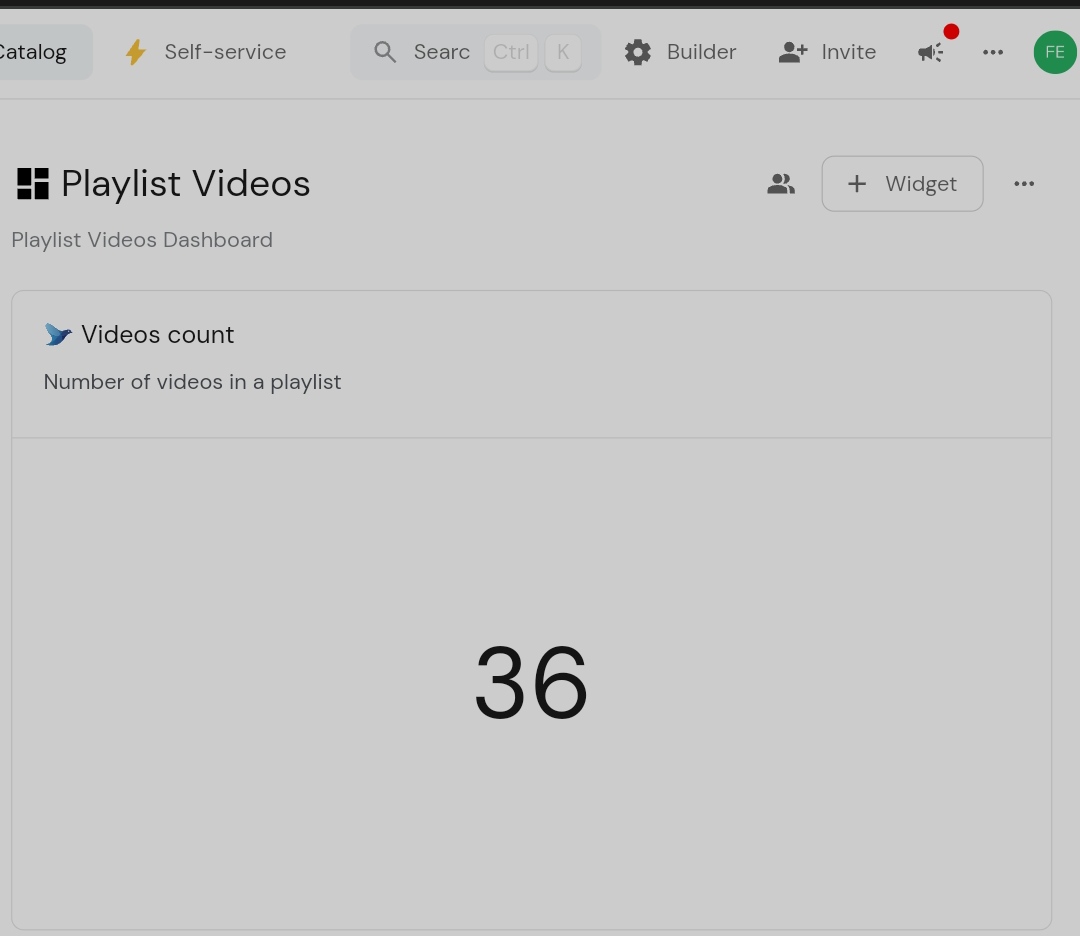 Catalog Self-service Searc Ctrl K Builder Invite FE
Playlist Videos
Widget
Playlist Videos Dashboard
Videos count
Number of videos in a playlist
36